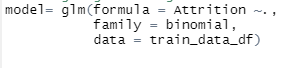 model= glm(formula = Attrition ~.,
family = binomial,
data = train_data_df)